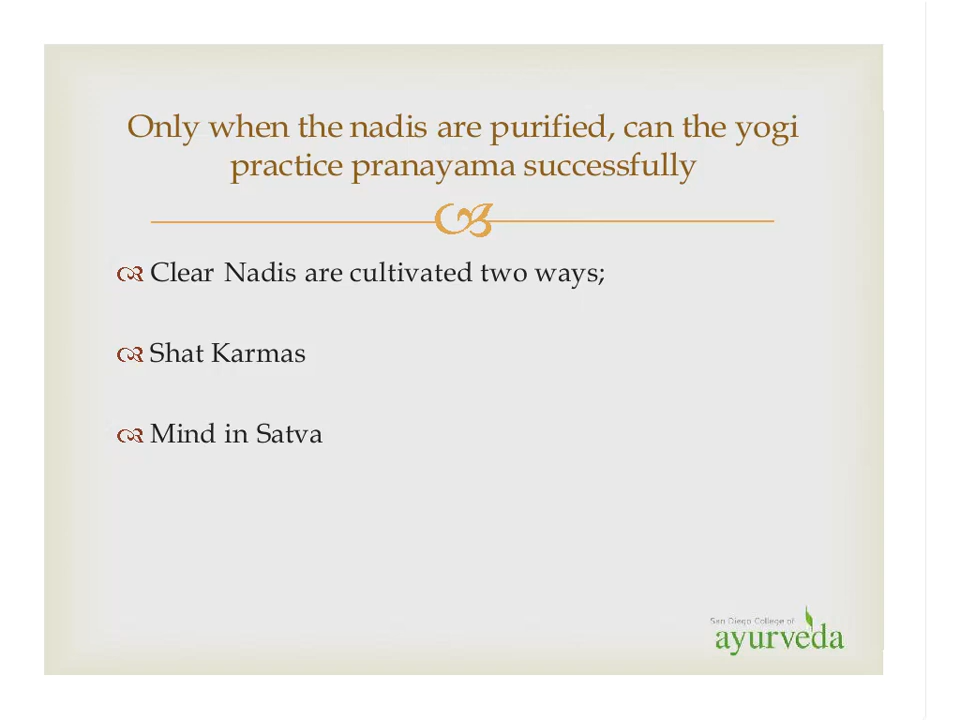 Only when the nadis are purified, can the yogi
practice pranayama successfully
Clear Nadis are cultivated two ways;
Shat Karmas
Mind in Satva
San Diego College of
ayurveda